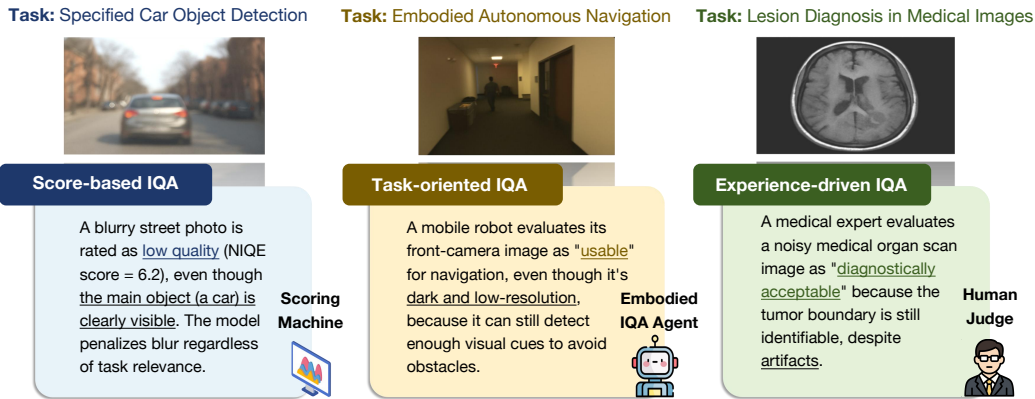 Task: Specified Car Object Detection
Score-based IQA
A blurry street photo is
rated as low quality (NIQE
score = 6.2), even though
the main object (a car) is
clearly visible. The model
penalizes blur regardless
of task relevance.
Scoring
Machine
Task: Embodied Autonomous Navigation
Task-oriented IQA
A mobile robot evaluates its
front-camera image as "usable"
for navigation, even though it's
dark and low-resolution,
because it can still detect
enough visual cues to avoid
obstacles.
Embodied
IQA Agent
Task: Lesion Diagnosis in Medical Images
Experience-driven IQA
A medical expert evaluates
a noisy medical organ scan
image as "diagnostically
acceptable" because the
tumor boundary is still
identifiable, despite
artifacts.
Human
Judge